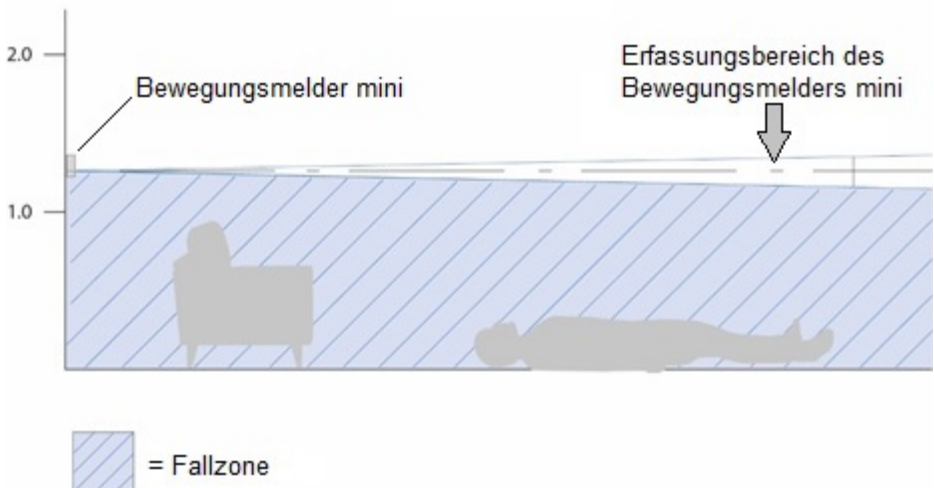 2.0
Bewegungsmelder mini
Erfassungsbereich des
Bewegungsmelders mini
1.0
= Fallzone